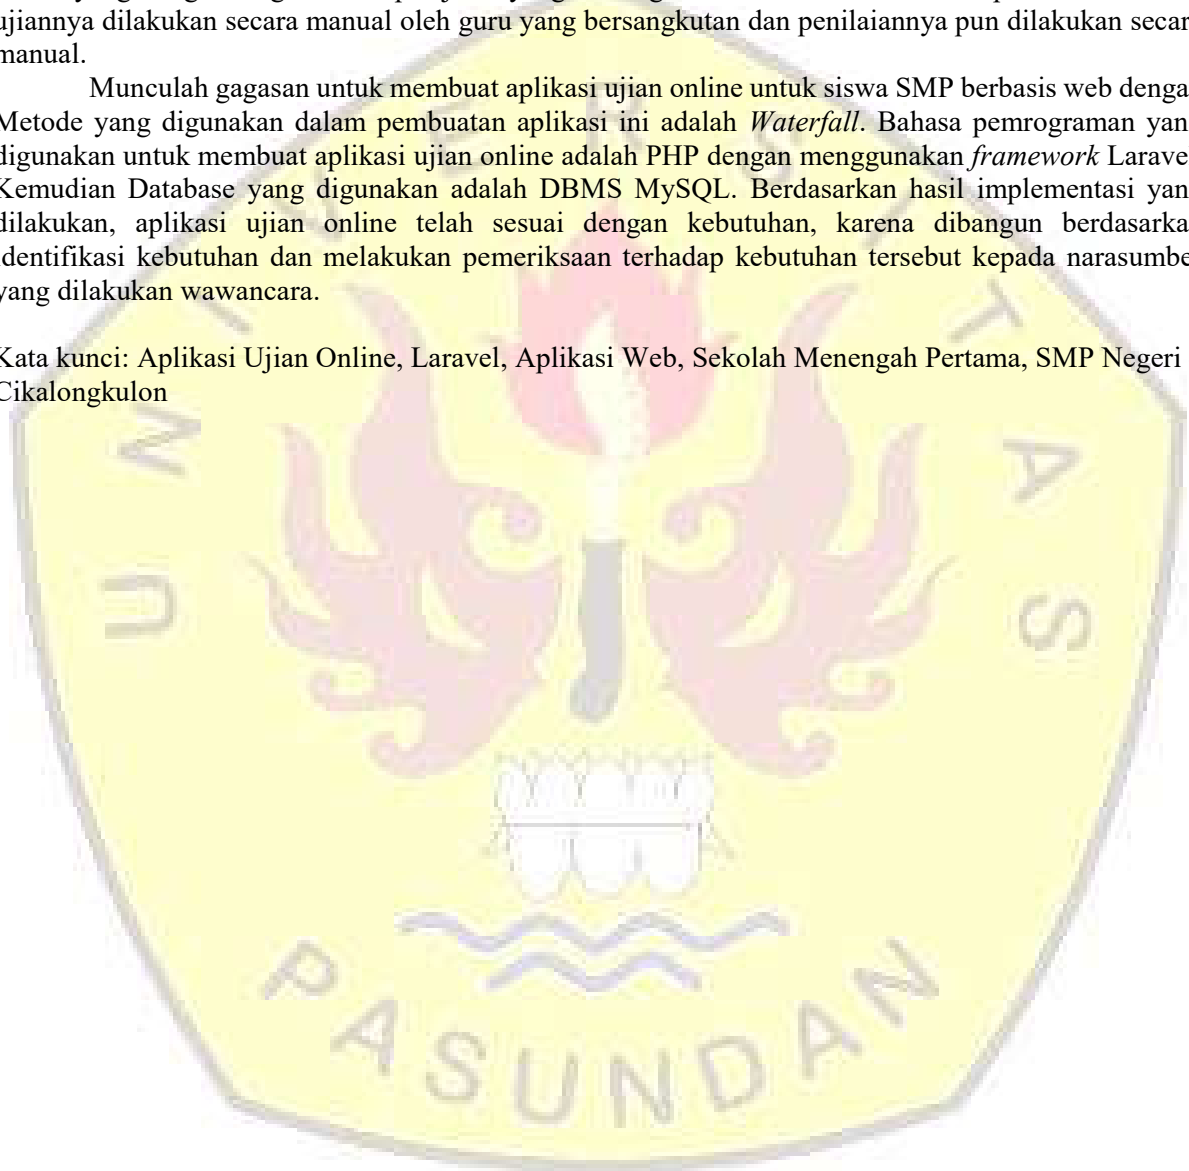 ujiannya dilakukan secara manual oleh guru yang bersangkutan dan penilaiannya pun dilakukan secar
manual.
Munculah gagasan untuk membuat aplikasi ujian online untuk siswa SMP berbasis web denga
Metode yang digunakan dalam pembuatan aplikasi ini adalah Waterfall. Bahasa pemrograman yan
digunakan untuk membuat aplikasi ujian online adalah PHP dengan menggunakan framework Larave
Kemudian Database yang digunakan adalah DBMS MySQL. Berdasarkan hasil implementasi yan
dilakukan, aplikasi ujian online telah sesuai dengan kebutuhan, karena dibangun berdasarka
identifikasi kebutuhan dan melakukan pemeriksaan terhadap kebutuhan tersebut kepada narasumbe
yang dilakukan wawancara.
Kata kunci: Aplikasi Ujian Online, Laravel, Aplikasi Web, Sekolah Menengah Pertama, SMP Negeri
Cikalongkulon
UNIVERSITAS
PASUNDAN